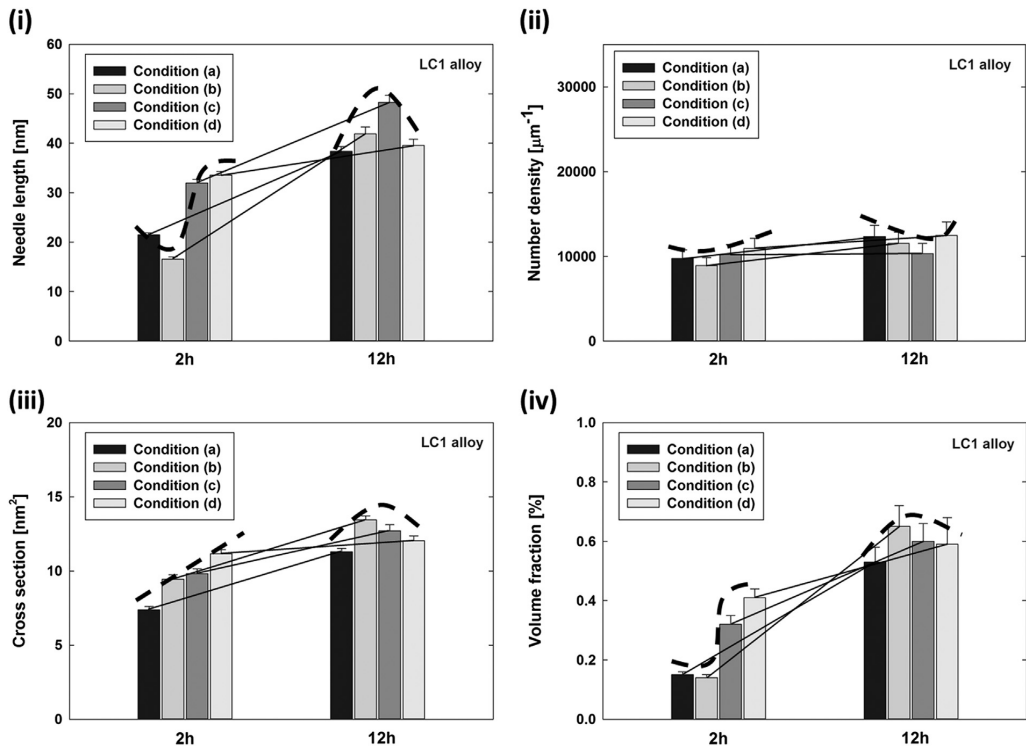 (i)
Needle length [nm]
60
50
40
30
20
10
0
Condition (a)
Condition (b)
Condition (c)
Condition (d)
LC1 alloy
2h
12h
(ii)
Number density [µm⁻¹]
30000
20000
10000
0
Condition (a)
Condition (b)
Condition (c)
Condition (d)
LC1 alloy
2h
12h
(iii)
Cross section [nm²]
20
15
10
5
0
Condition (a)
Condition (b)
Condition (c)
Condition (d)
LC1 alloy
2h
12h
(iv)
Volume fraction [%]
1.0
0.8
0.6
0.4
0.2
0.0
Condition (a)
Condition (b)
Condition (c)
Condition (d)
LC1 alloy
2h
12h